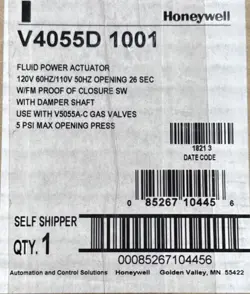 Honeywell
V4055D 1001
FLUID POWER ACTUATOR
120V 60HZ/110V 50HZ OPENING 26 SEC
W/FM PROOF OF CLOSURE SW
WITH DAMPER SHAFT
USE WITH V5055A-C GAS VALVES
5 PSI MAX OPENING PRESS
1821 3
DATE CODE
0 85267 10445 6
SELF SHIPPER
QTY. 1
00085267104456
Automation and Control Solutions Honeywell Golden Valley, MN 55422